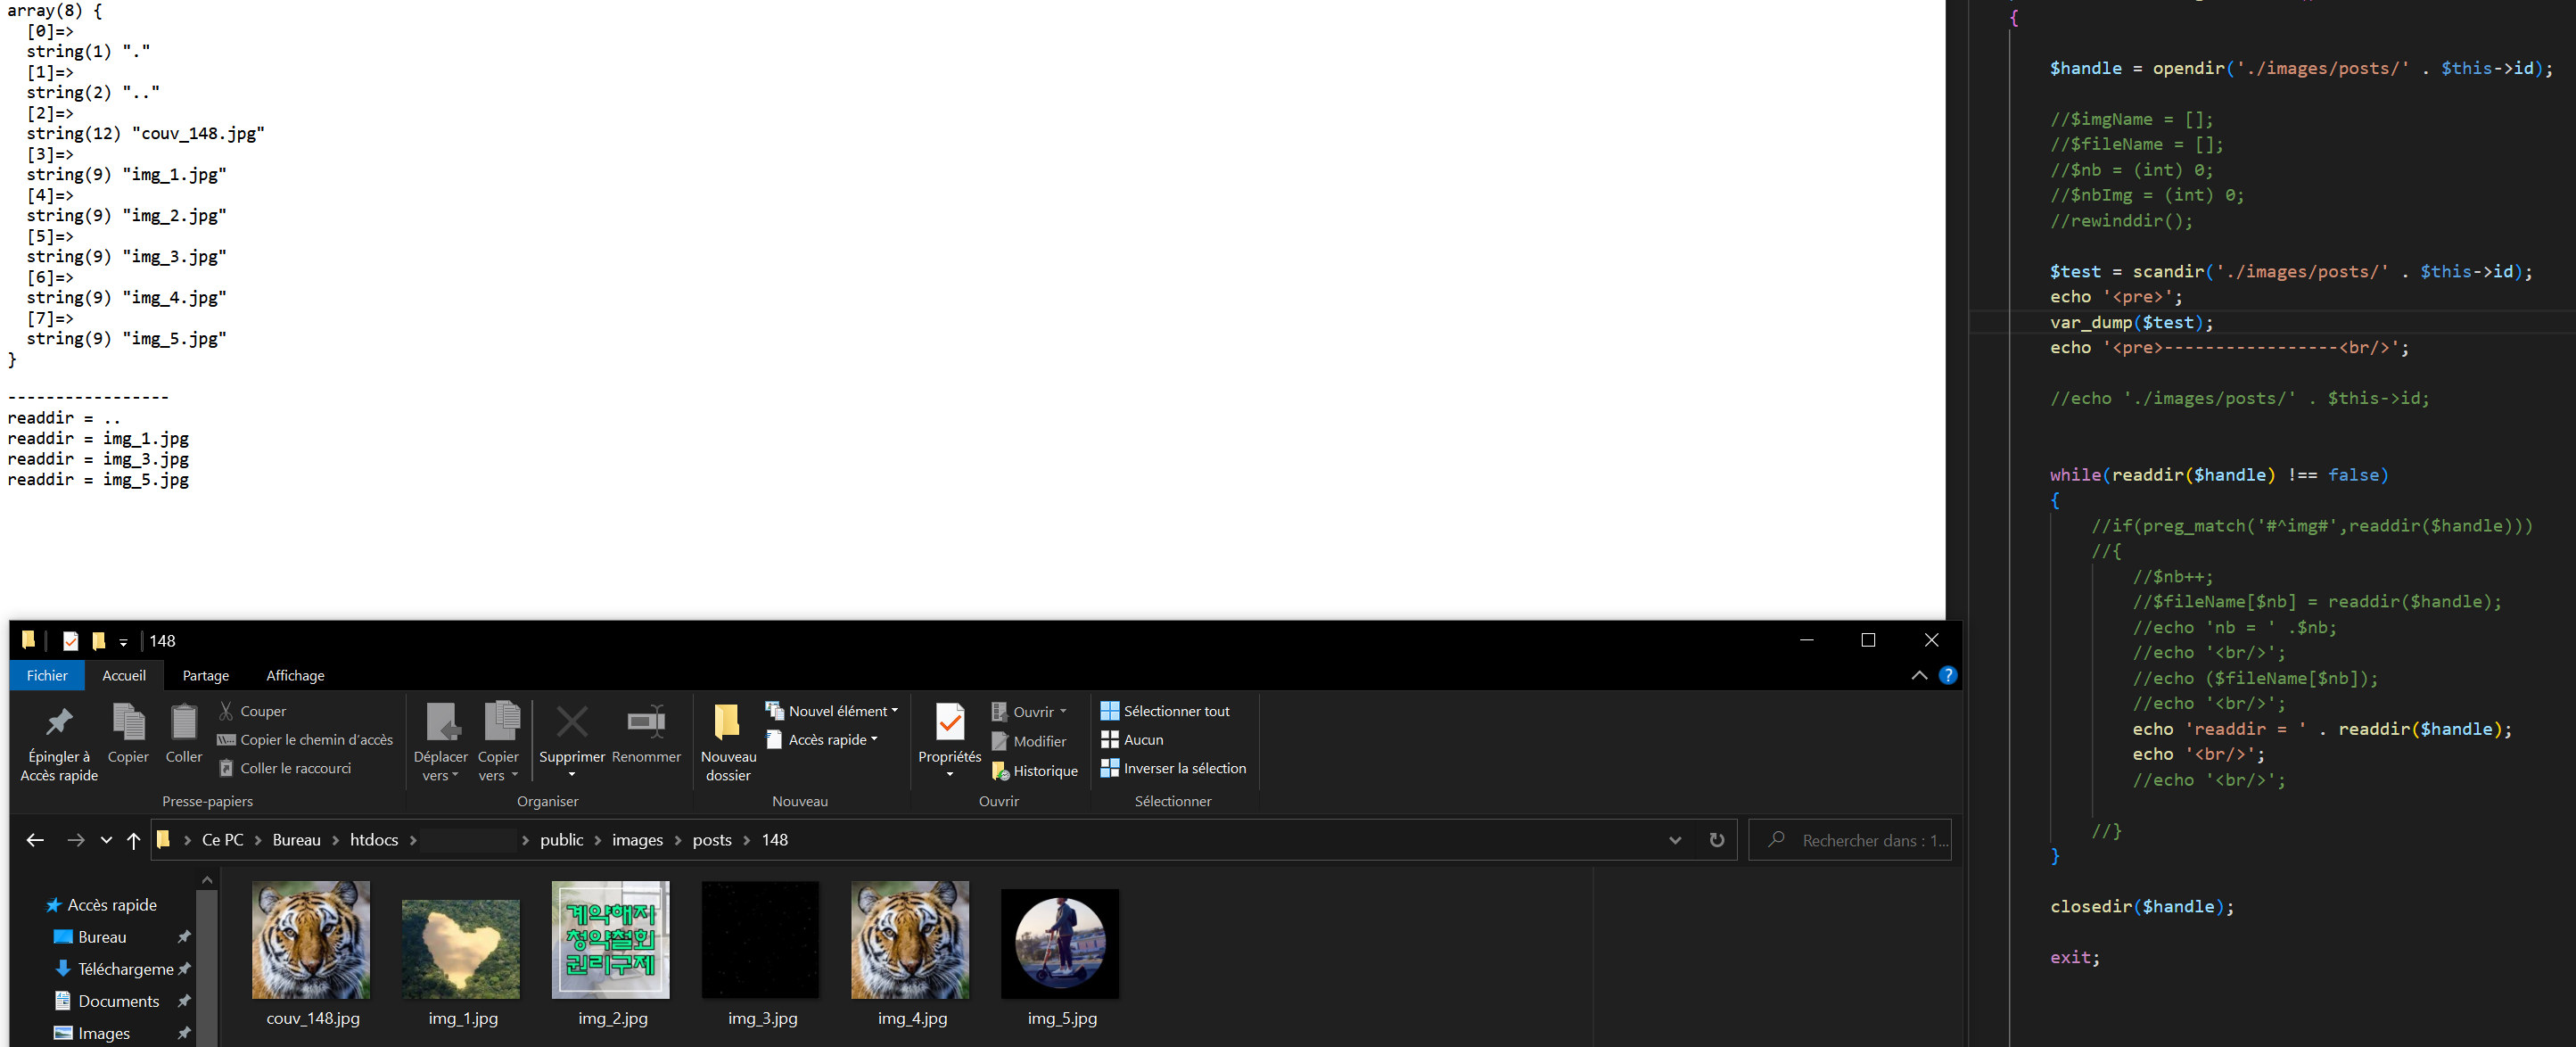 array(8) {
[0]=>
string(1) "."
[1]=>
string(2) ".."
[2]=>
string(12) "couv_148.jpg"
[3]=>
string(9) "img_1.jpg"
[4]=>
string(9) "img_2.jpg"
[5]=>
string(9) "img_3.jpg"
[6]=>
string(9) "img_4.jpg"
[7]=>
string(9) "img_5.jpg"
}
-----------------
readdir = ..
readdir = img_1.jpg
readdir = img_3.jpg
readdir = img_5.jpg
{
$handle = opendir('./images/posts/' . $this->id);
//$imgName = [];
//$fileName = [];
//$nb = (int) 0;
//$nbImg = (int) 0;
//rewinddir();
$test = scandir('./images/posts/' . $this->id);
echo '<pre>';
var_dump($test);
echo '<pre>-----------------<br/>';
//echo './images/posts/' . $this->id;
while(readdir($handle) !== false)
{
//if(preg_match('#^img#',readdir($handle)))
//{
//$nb++;
//$fileName[$nb] = readdir($handle);
//echo 'nb = ' .$nb;
//echo '<br/>';
//echo ($fileName[$nb]);
//echo '<br/>';
echo 'readdir = ' . readdir($handle);
echo '<br/>';
//echo '<br/>';
//}
}
closedir($handle);
exit;
148
Fichier Accueil Partage Affichage
Épingler à
Accès rapide
Copier
Coller
Couper
Copier le chemin d'accès
Coller le raccourci
Presse-papiers
Déplacer
vers
Copier
vers
Supprimer
Renommer
Organiser
Nouveau
dossier
Nouvel élément
Accès rapide
Nouveau
Propriétés
Ouvrir
Modifier
Historique
Ouvrir
Sélectionner tout
Aucun
Inverser la sélection
Sélectionner
Ce PC > Bureau > htdocs > > public > images > posts > 148
Rechercher dans : 1...
Accès rapide
Bureau
Téléchargeme
Documents
Images
계약해지
청약철회
권리구제
couv_148.jpg
img_1.jpg
img_2.jpg
img_3.jpg
img_4.jpg
img_5.jpg